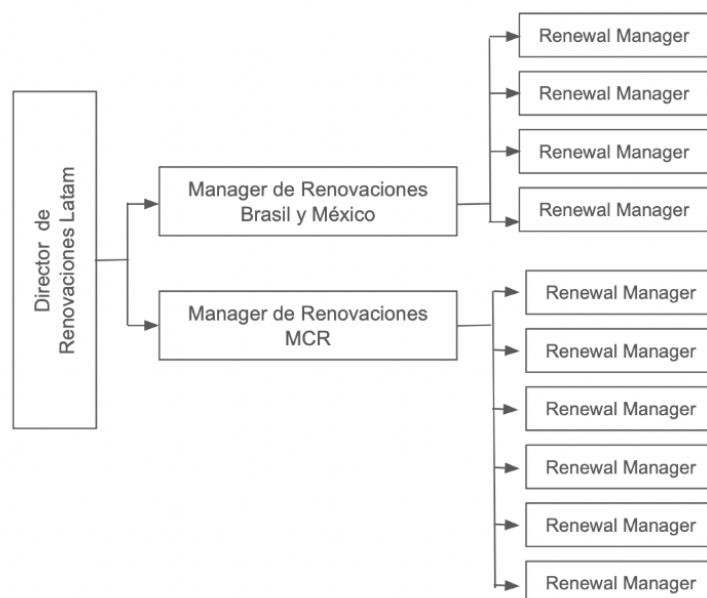 Director de
Renovaciones Latam
Manager de Renovaciones
Brasil y México
Manager de Renovaciones
MCR
Renewal Manager
Renewal Manager
Renewal Manager
Renewal Manager
Renewal Manager
Renewal Manager
Renewal Manager
Renewal Manager
Renewal Manager
Renewal Manager